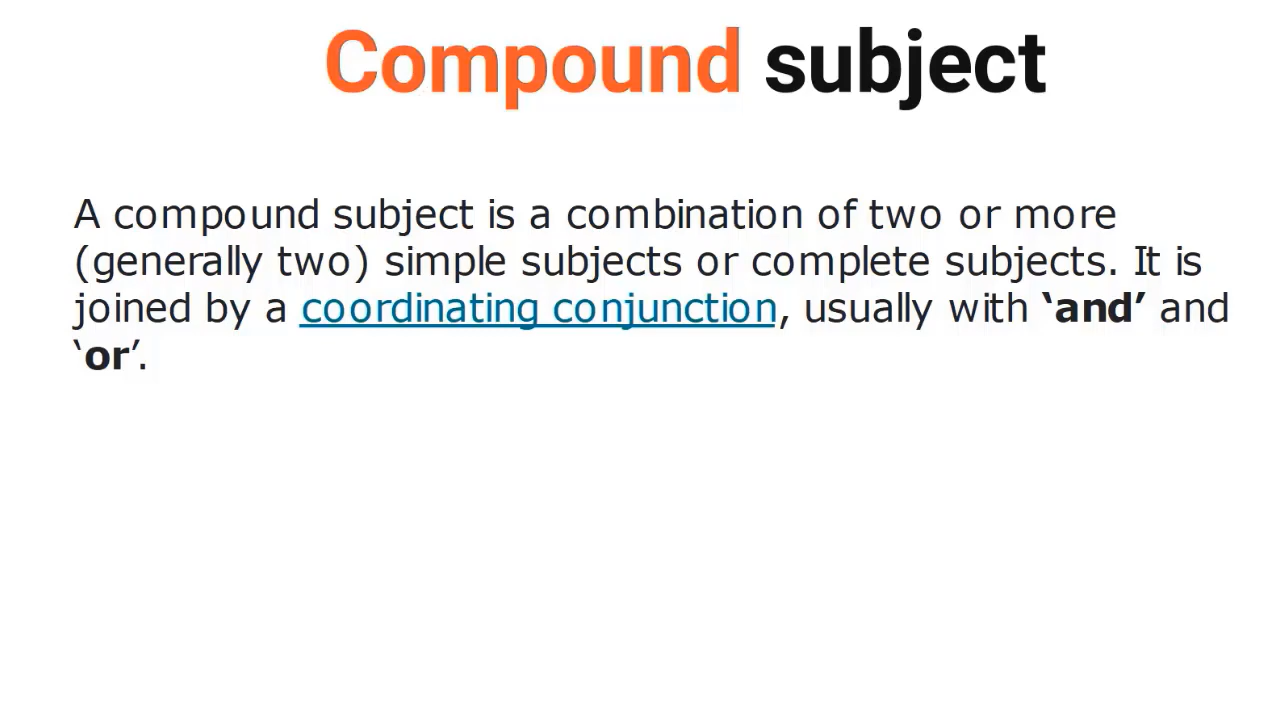 Compound subject
A compound subject is a combination of two or more
(generally two) simple subjects or complete subjects. It is
joined by a coordinating conjunction, usually with ‘and’ and
‘or’.